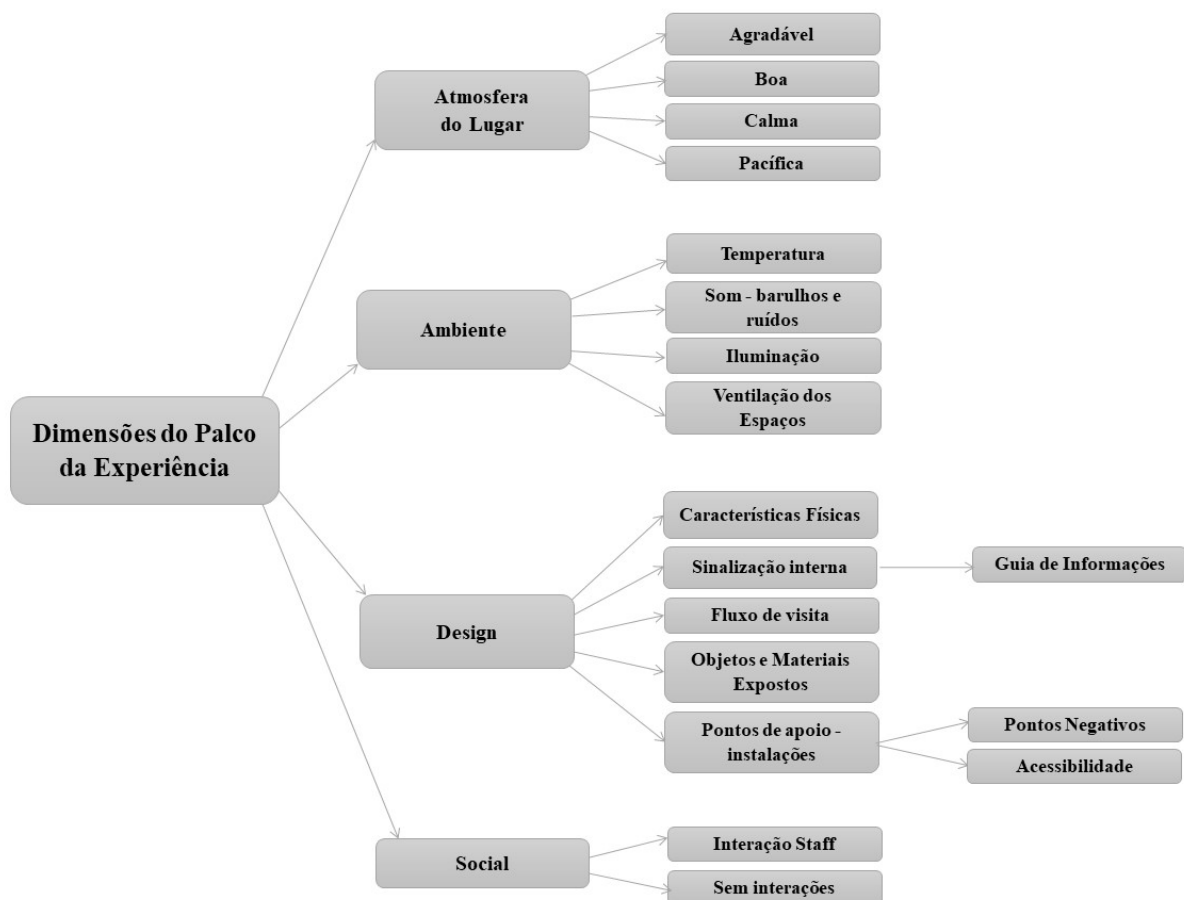 Dimensões do Palco
da Experiência
Atmosfera
do Lugar
Agradável
Boa
Calma
Pacífica
Ambiente
Temperatura
Som - barulhos e
ruídos
Iluminação
Ventilação dos
Espaços
Design
Características Físicas
Sinalização interna
Guia de Informações
Fluxo de visita
Objetos e Materiais
Expostos
Pontos de apoio -
instalações
Pontos Negativos
Acessibilidade
Social
Interação Staff
Sem interações